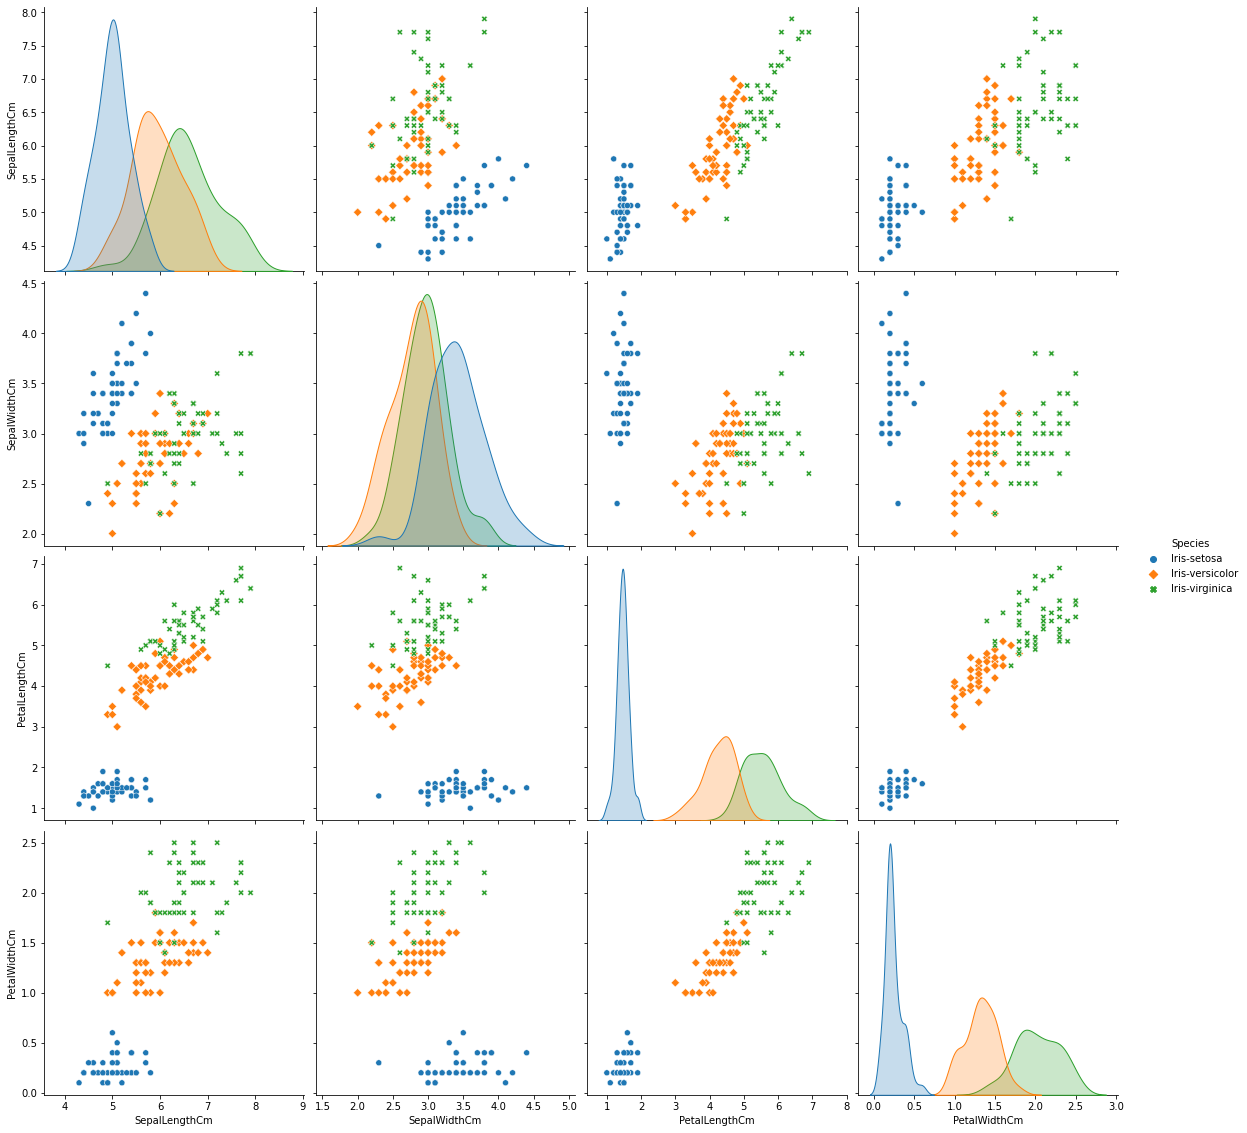 8.0
7.5
7.0
6.5
6.0
5.5
5.0
4.5
SepalLengthCm
4.5
4.0
3.5
3.0
2.5
2.0
SepalWidthCm
Species
Iris-setosa
Iris-versicolor
Iris-virginica
7
6
5
4
3
2
1
PetalLengthCm
2.5
2.0
1.5
1.0
0.5
0.0
PetalWidthCm
4 5 6 7 8 9
SepalLengthCm
1.5 2.0 2.5 3.0 3.5 4.0 4.5 5.0
SepalWidthCm
1 2 3 4 5 6 7 8
PetalLengthCm
0.0 0.5 1.0 1.5 2.0 2.5 3.0
PetalWidthCm